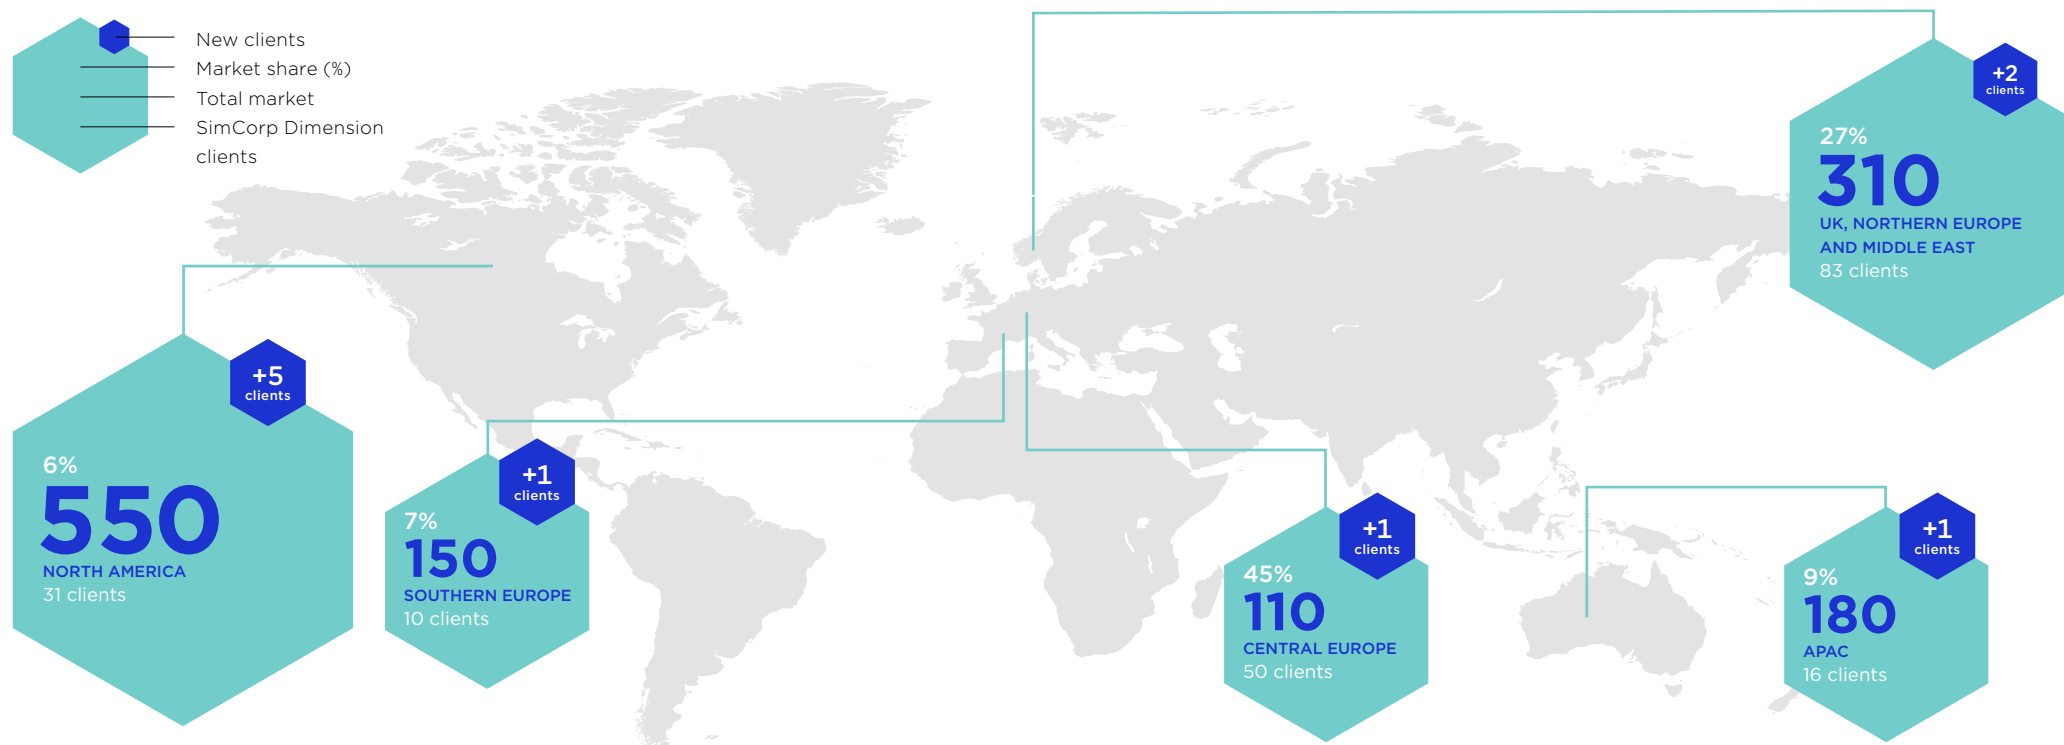 New clients
Market share (%)
Total market
SimCorp Dimension
clients
+2
clients
27%
310
UK, NORTHERN EUROPE
AND MIDDLE EAST
83 clients
+5
clients
6%
550
NORTH AMERICA
31 clients
+1
clients
7%
150
SOUTHERN EUROPE
10 clients
+1
clients
45%
110
CENTRAL EUROPE
50 clients
+1
clients
9%
180
APAC
16 clients